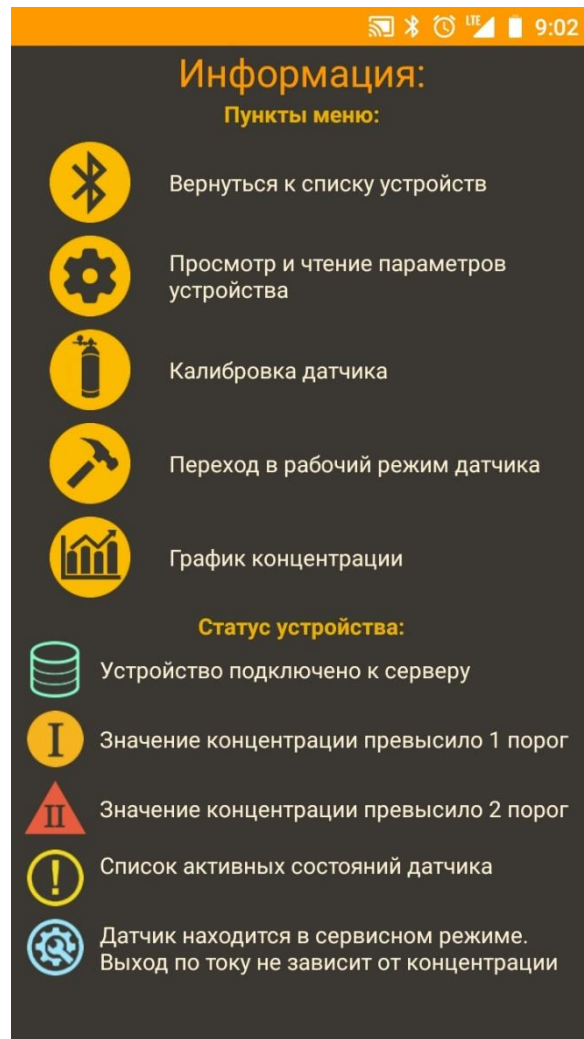 LTE 9:02
Информация:
Пункты меню:
Вернуться к списку устройств
Просмотр и чтение параметров
устройства
Калибровка датчика
Переход в рабочий режим датчика
График концентрации
Статус устройства:
Устройство подключено к серверу
I Значение концентрации превысило 1 порог
II Значение концентрации превысило 2 порог
! Список активных состояний датчика
Датчик находится в сервисном режиме.
Выход по току не зависит от концентрации